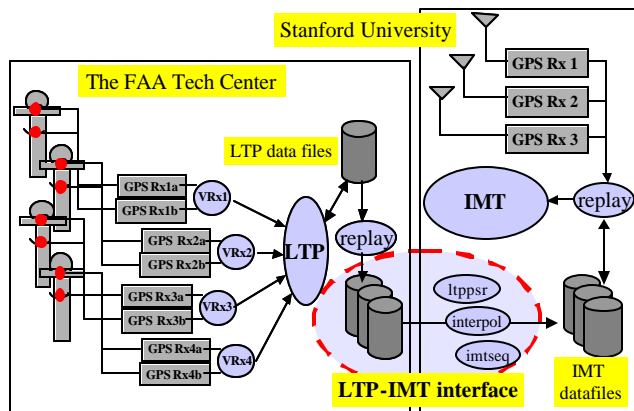 Stanford University
The FAA Tech Center
GPS Rx 1
GPS Rx 2
GPS Rx 3
LTP data files
GPS Rx1a
GPS Rx1b
VRx1
GPS Rx2a
GPS Rx2b
VRx2
GPS Rx3a
GPS Rx3b
VRx3
GPS Rx4a
GPS Rx4b
VRx4
LTP
replay
IMT
replay
ltppsr
interpol
imtseq
LTP-IMT interface
IMT
datafiles